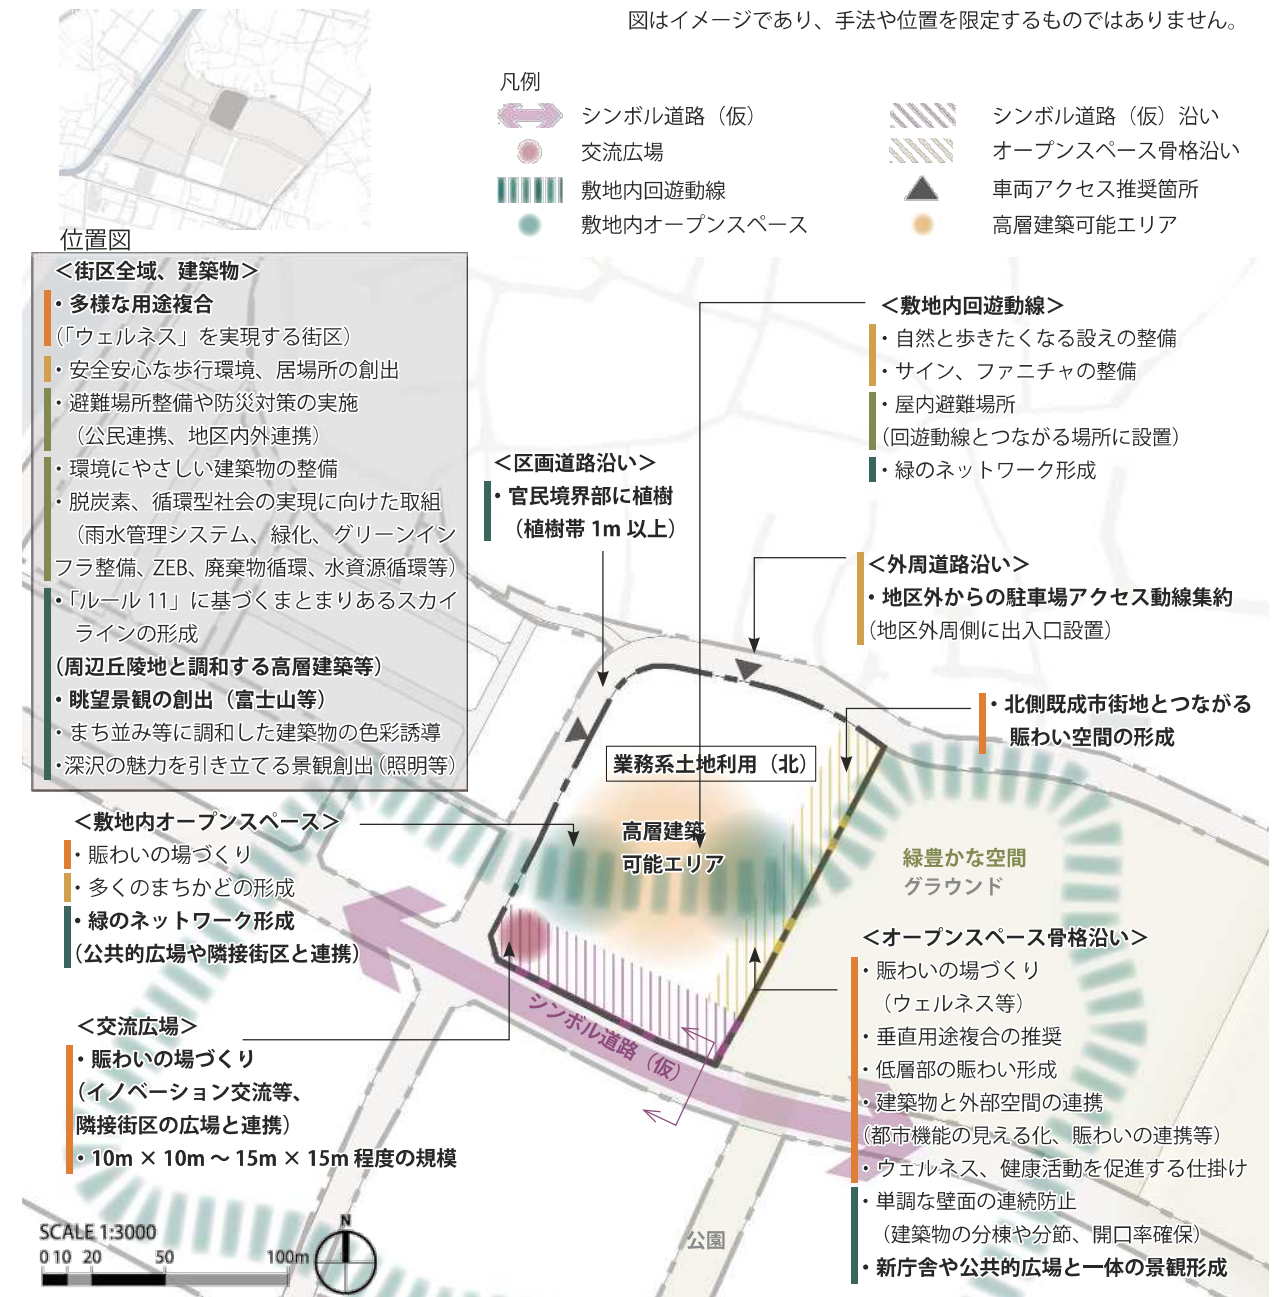 図はイメージであり、手法や位置を限定するものではありません。
凡例
シンボル道路（仮）
交流広場
敷地内回遊動線
敷地内オープンスペース
シンボル道路（仮）沿い
オープンスペース骨格沿い
車両アクセス推奨箇所
高層建築可能エリア
位置図
＜街区全域、建築物＞
・多様な用途複合
（「ウェルネス」を実現する街区）
・安全安心な歩行環境、居場所の創出
・避難場所整備や防災対策の実施
（公民連携、地区内外連携）
・環境にやさしい建築物の整備
・脱炭素、循環型社会の実現に向けた取組
（雨水管理システム、緑化、グリーンイン
フラ整備、ZEB、廃棄物循環、水資源循環等）
・「ルール 11」に基づくまとまりあるスカイ
ラインの形成
（周辺丘陵地と調和する高層建築等）
・眺望景観の創出（富士山等）
・まち並み等に調和した建築物の色彩誘導
・深沢の魅力を引き立てる景観創出（照明等）
＜区画道路沿い＞
・官民境界部に植樹
（植樹帯 1m 以上）
＜敷地内回遊動線＞
・自然と歩きたくなる設えの整備
・サイン、ファニチャの整備
・屋内避難場所
（回遊動線とつながる場所に設置）
・緑のネットワーク形成
＜外周道路沿い＞
・地区外からの駐車場アクセス動線集約
（地区外周側に出入口設置）
・北側既成市街地とつながる
賑わい空間の形成
業務系土地利用（北）
高層建築
可能エリア
緑豊かな空間
グラウンド
＜敷地内オープンスペース＞
・賑わいの場づくり
・多くのまちかどの形成
・緑のネットワーク形成
（公共的広場や隣接街区と連携）
＜交流広場＞
・賑わいの場づくり
（イノベーション交流等、
隣接街区の広場と連携）
・10m × 10m ～ 15m × 15m 程度の規模
シンボル道路（仮）
＜オープンスペース骨格沿い＞
・賑わいの場づくり
（ウェルネス等）
・垂直用途複合の推奨
・低層部の賑わい形成
・建築物と外部空間の連携
（都市機能の見える化、賑わいの連携等）
・ウェルネス、健康活動を促進する仕掛け
・単調な壁面の連続防止
（建築物の分棟や分節、開口率確保）
・新庁舎や公共的広場と一体の景観形成
公園
SCALE 1:3000
0 10 20 50 100m
N